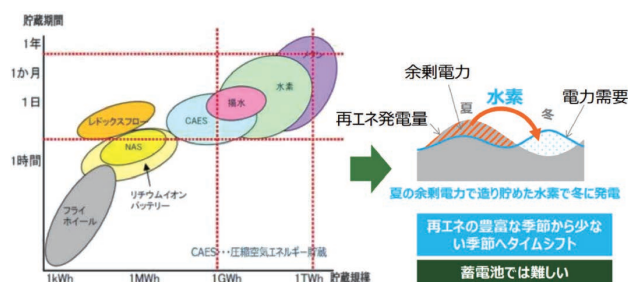 貯蔵期間
1年
1か月
1日
1時間
メタン
水素
揚水
CAES
レドックスフロー
NAS
リチウムイオン
バッテリー
フライ
ホイール
CAES・・圧縮空気エネルギー貯蔵
1kWh
1MWh
1GWh
1TWh
貯蔵規模
余剰電力
夏
水素
冬
電力需要
再エネ発電量
夏の余剰電力で造り貯めた水素で冬に発電
再エネの豊富な季節から少な
い季節へタイムシフト
蓄電池では難しい